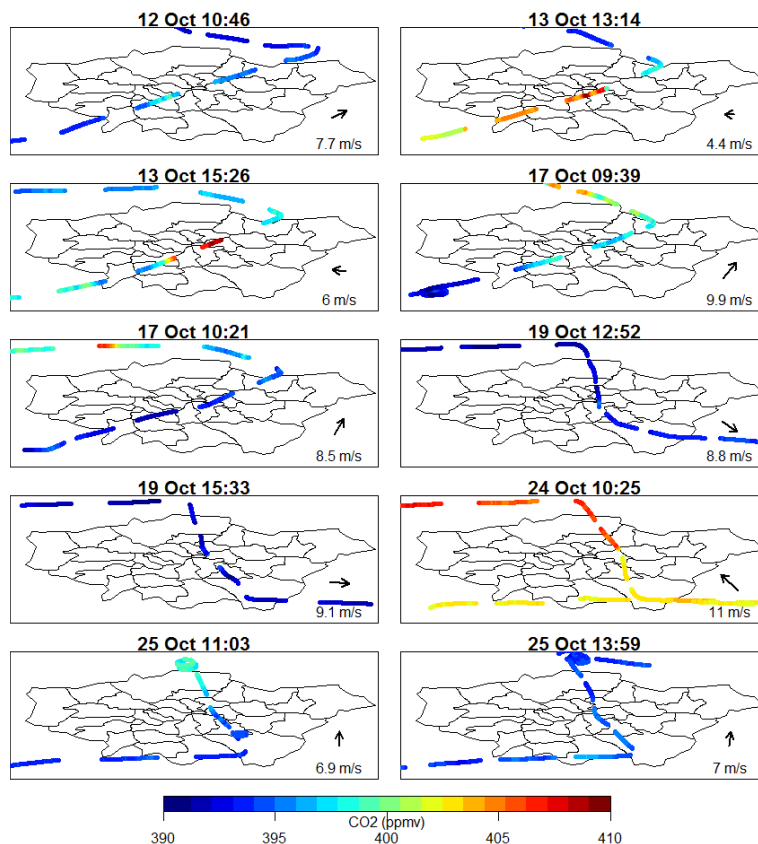 12 Oct 10:46
7.7 m/s
13 Oct 13:14
4.4 m/s
13 Oct 15:26
6 m/s
17 Oct 09:39
9.9 m/s
17 Oct 10:21
8.5 m/s
19 Oct 12:52
8.8 m/s
19 Oct 15:33
9.1 m/s
24 Oct 10:25
11 m/s
25 Oct 11:03
6.9 m/s
25 Oct 13:59
7 m/s
CO2 (ppmv)
390 395 400 405 410